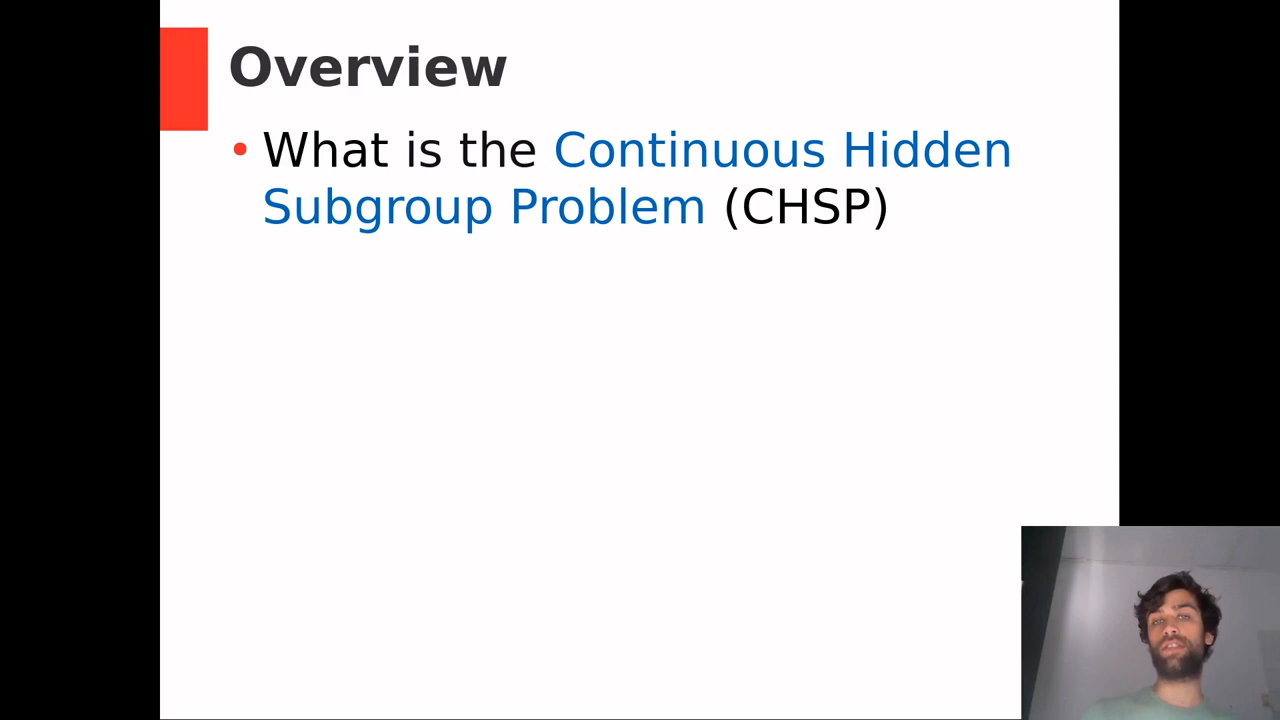 Overview
• What is the Continuous Hidden
Subgroup Problem (CHSP)